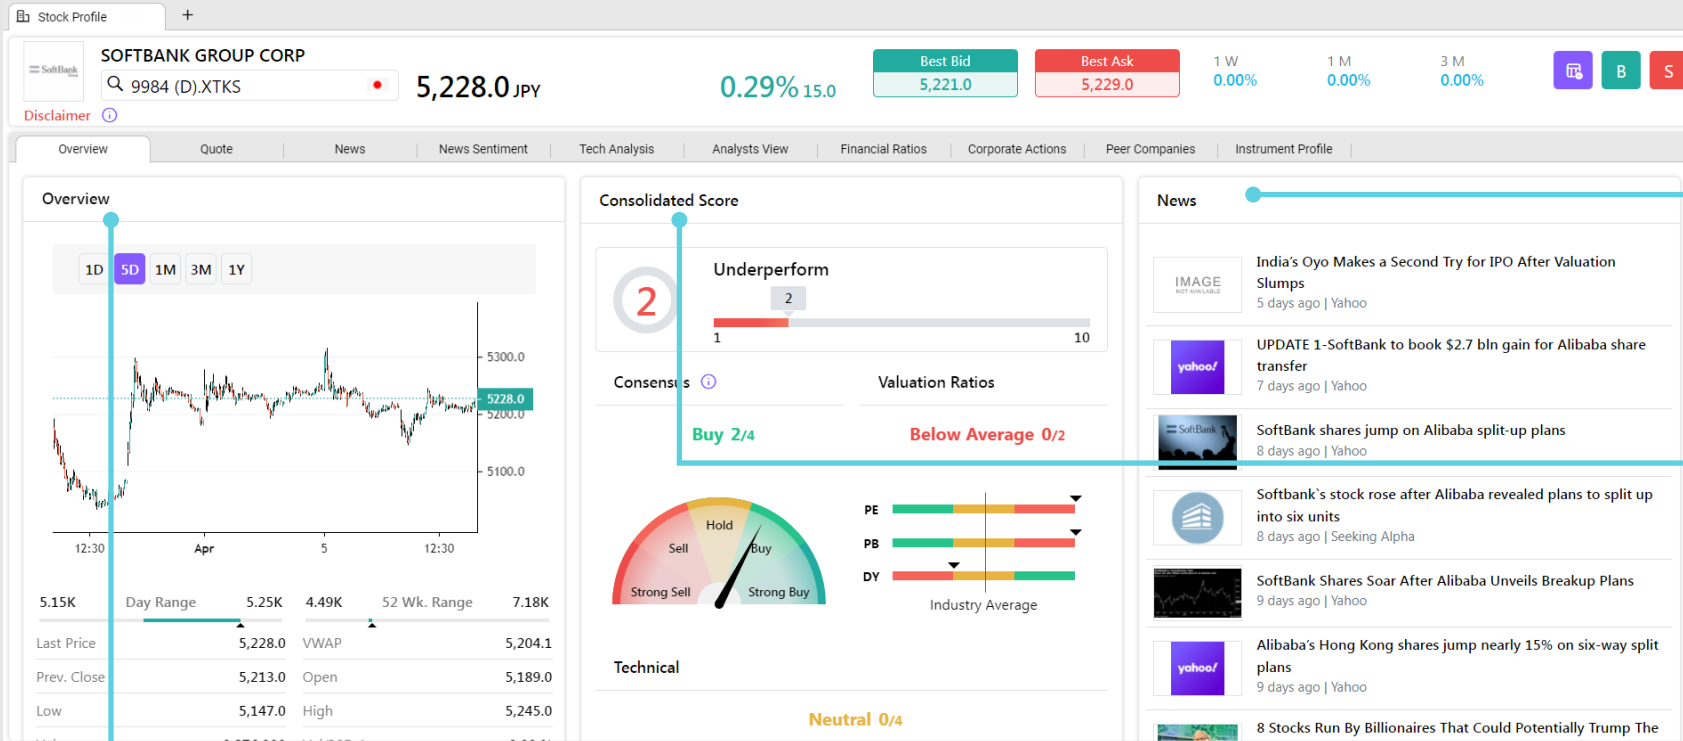 Stock Profile +
SoftBank
SOFTBANK GROUP CORP
9984 (D).XTKS
Disclaimer
5,228.0 JPY
0.29% 15.0
Best Bid
5,221.0
Best Ask
5,229.0
1 W
0.00%
1 M
0.00%
3 M
0.00%
B
S
Overview Quote News News Sentiment Tech Analysis Analysts View Financial Ratios Corporate Actions Peer Companies Instrument Profile
Overview
1D 5D 1M 3M 1Y
5300.0
5228.0
5200.0
5100.0
12:30 Apr 5 12:30
5.15K Day Range 5.25K
4.49K 52 Wk. Range 7.18K
Last Price 5,228.0 VWAP 5,204.1
Prev. Close 5,213.0 Open 5,189.0
Low 5,147.0 High 5,245.0
Consolidated Score
2
Underperform
2
1 10
Consensus
Buy 2/4
Strong Sell
Sell
Hold
Buy
Strong Buy
Valuation Ratios
Below Average 0/2
PE
PB
DY
Industry Average
Technical
Neutral 0/4
News
IMAGE
NOT AVAILABLE
India's Oyo Makes a Second Try for IPO After Valuation
Slumps
5 days ago | Yahoo
yahoo!
UPDATE 1-SoftBank to book $2.7 bln gain for Alibaba share
transfer
7 days ago | Yahoo
SoftBank
SoftBank shares jump on Alibaba split-up plans
8 days ago | Yahoo
Softbank`s stock rose after Alibaba revealed plans to split up
into six units
8 days ago | Seeking Alpha
SoftBank Shares Soar After Alibaba Unveils Breakup Plans
9 days ago | Yahoo
yahoo!
Alibaba's Hong Kong shares jump nearly 15% on six-way split
plans
9 days ago | Yahoo
8 Stocks Run By Billionaires That Could Potentially Trump The